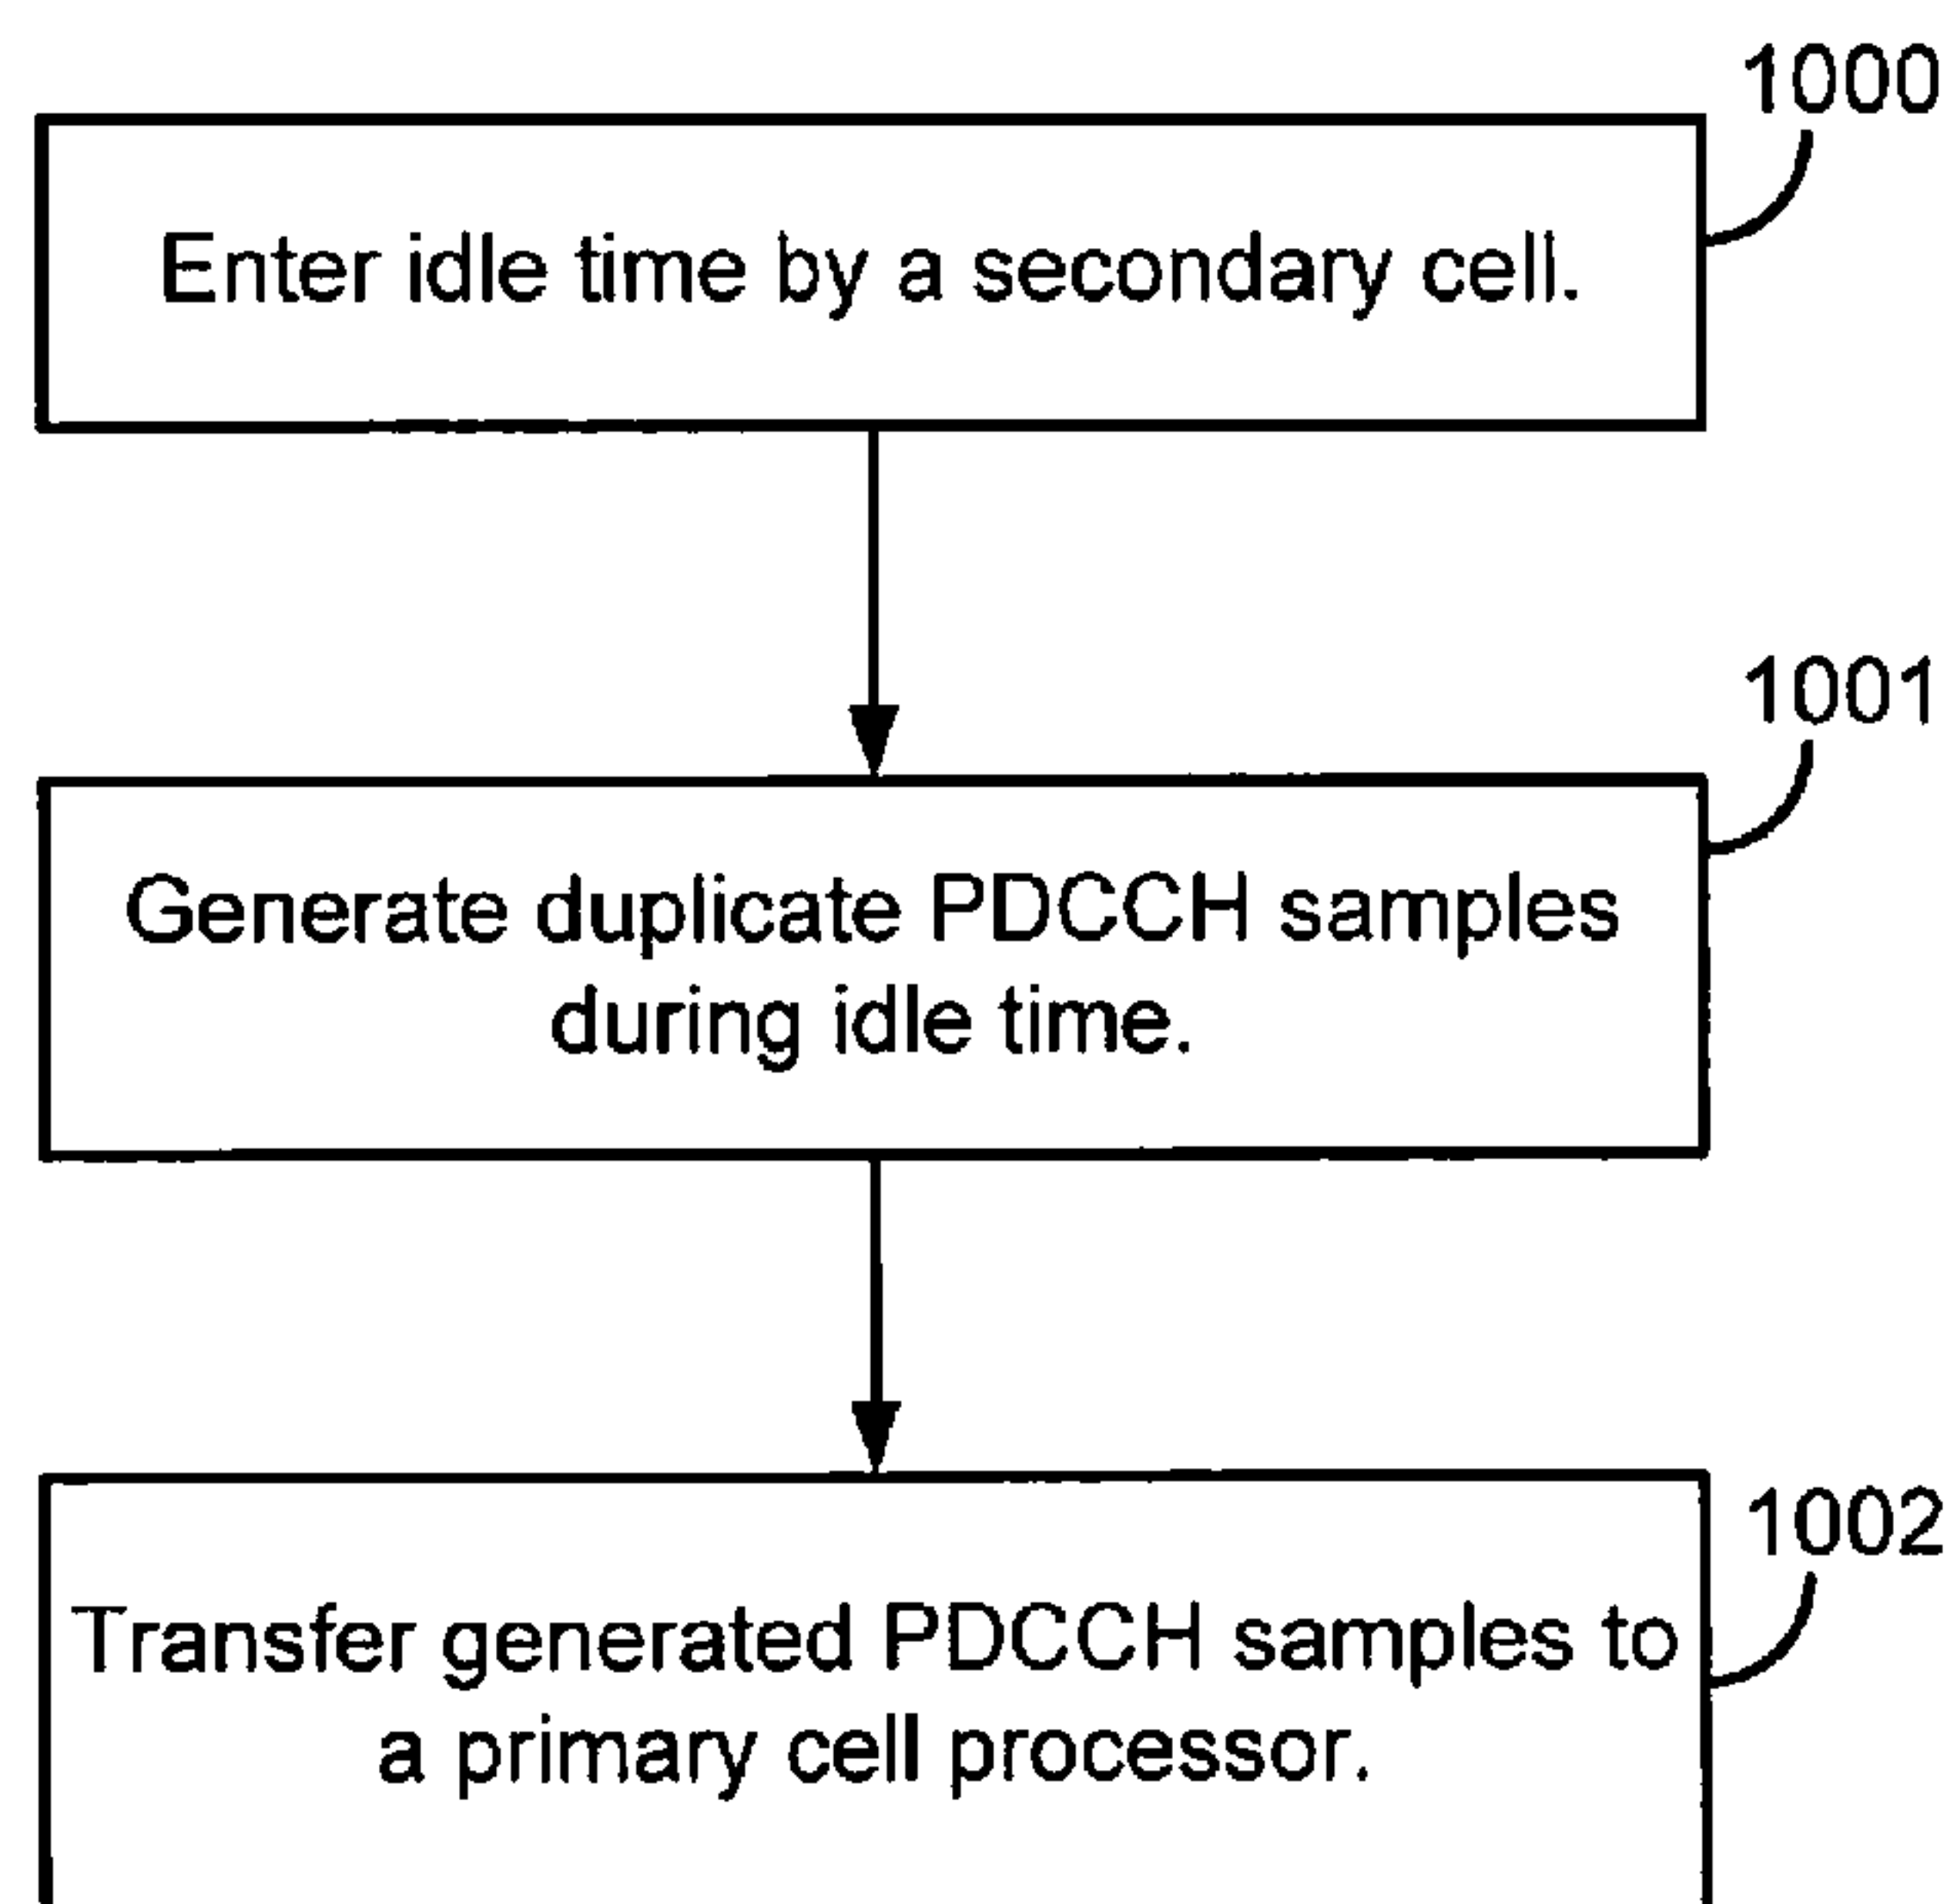 1000
Enter idle time by a secondary cell.
1001
Generate duplicate PDCCH samples
during idle time.
1002
Transfer generated PDCCH samples to
a primary cell processor.